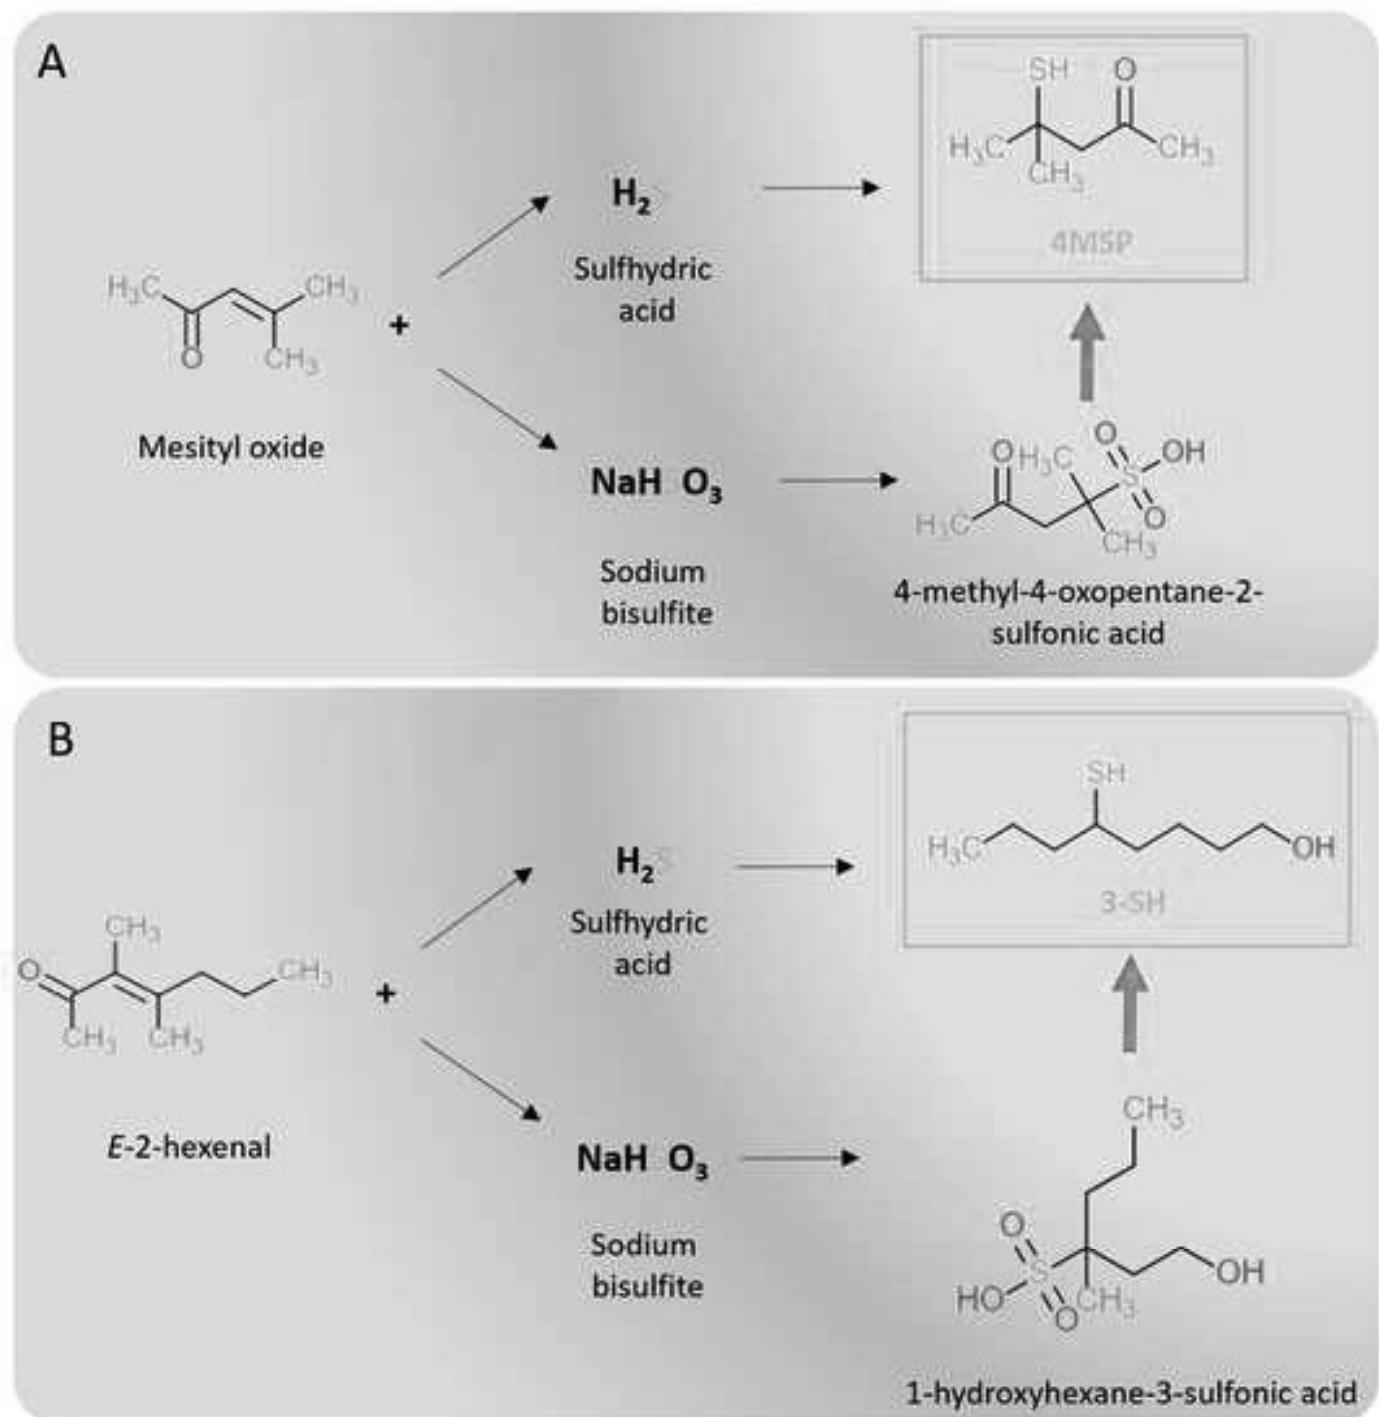 A
SH O
H₃C CH₃
CH₃
4MSP
H₂S
Sulfhydric
acid
H₃C CH₃
O CH₃
+
Mesityl oxide
NaH O₃
Sodium
bisulfite
O H₃C O OH
S
H₃C O
CH₃
4-methyl-4-oxopentane-2-
sulfonic acid
B
SH
H₃C OH
3-SH
H₂S
Sulfhydric
acid
CH₃
O CH₃
CH₃ CH₃
+
E-2-hexenal
NaH O₃
Sodium
bisulfite
CH₃
O
S OH
HO O CH₃
1-hydroxyhexane-3-sulfonic acid